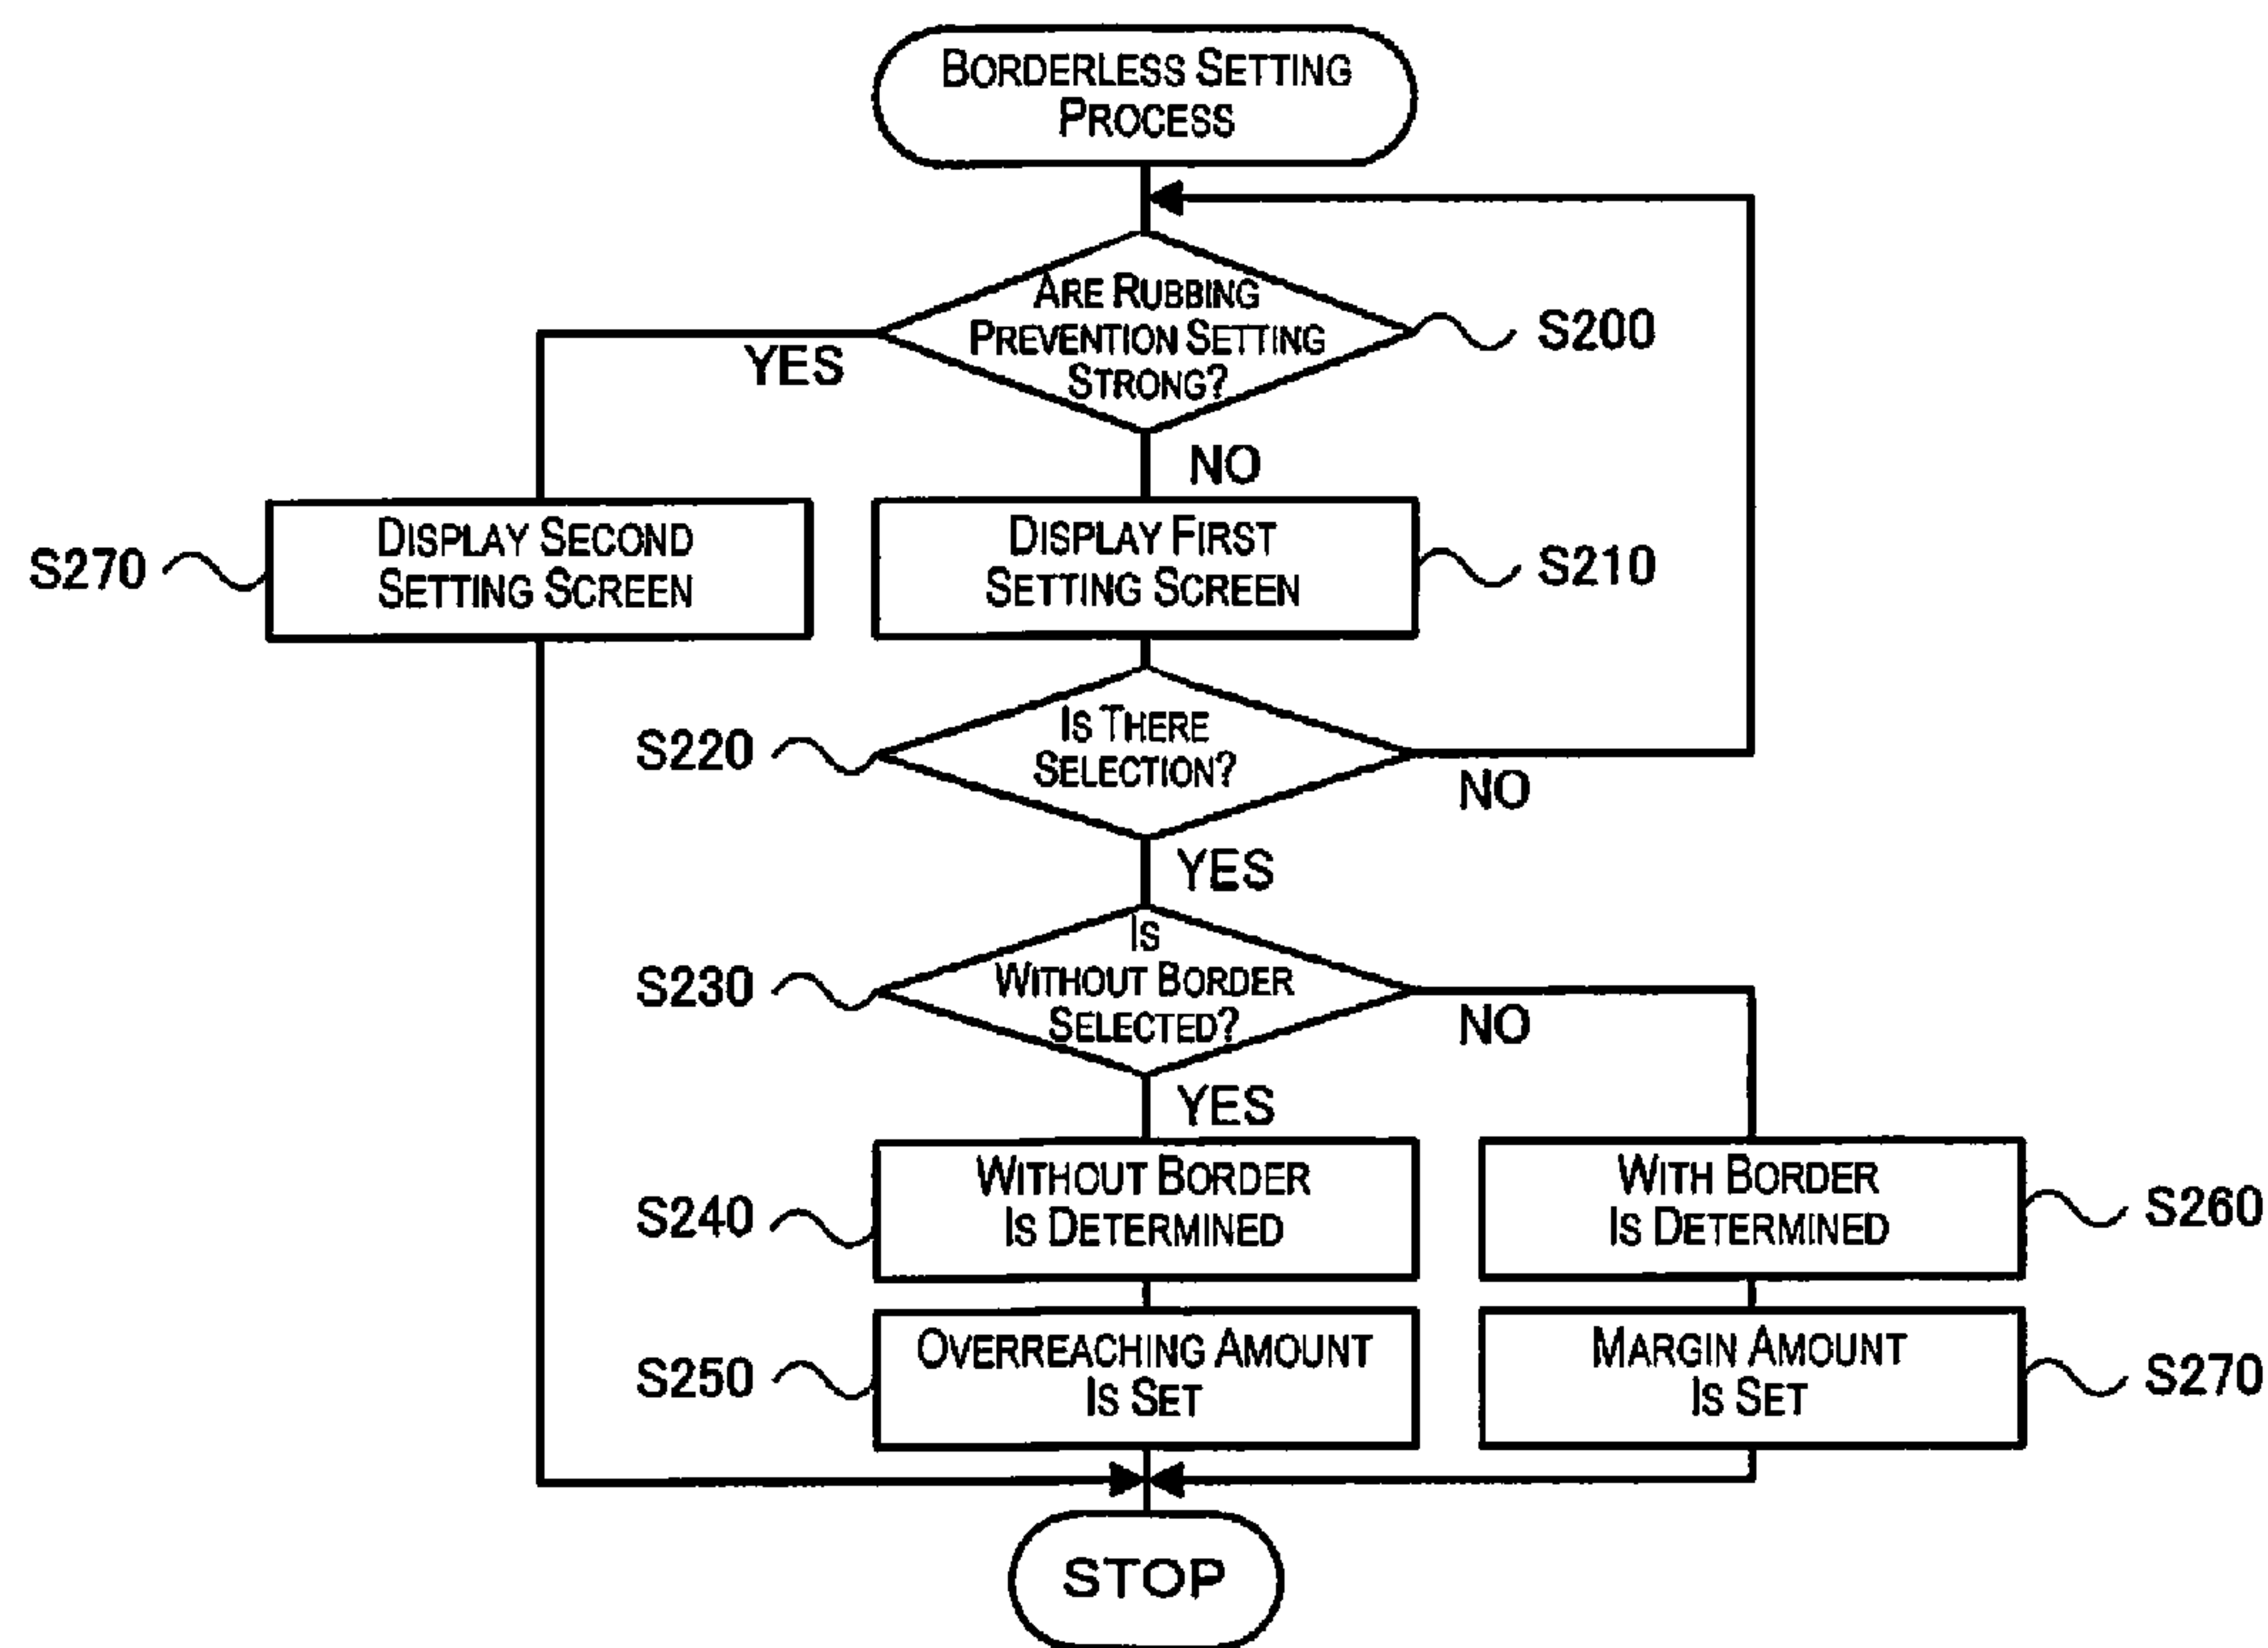 BORDERLESS SETTING
PROCESS
ARE RUBBING
PREVENTION SETTING
STRONG?
S200
YES
NO
DISPLAY SECOND
SETTING SCREEN
S270
DISPLAY FIRST
SETTING SCREEN
S210
IS THERE
SELECTION?
S220
NO
YES
IS
WITHOUT BORDER
SELECTED?
S230
NO
YES
WITHOUT BORDER
IS DETERMINED
S240
WITH BORDER
IS DETERMINED
S260
OVERREACHING AMOUNT
IS SET
S250
MARGIN AMOUNT
IS SET
S270
STOP